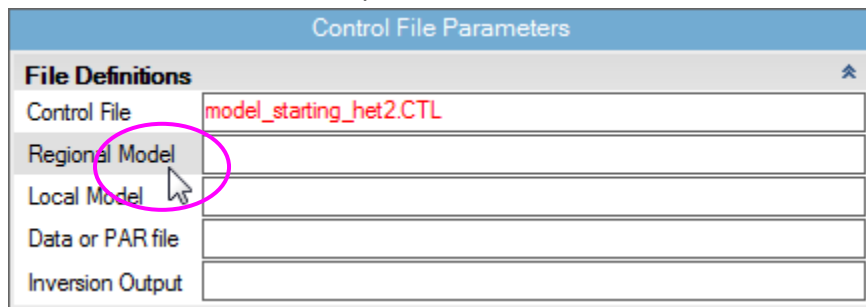 Control File Parameters
File Definitions
Control File model_starting_het2.CTL
Regional Model
Local Model
Data or PAR file
Inversion Output